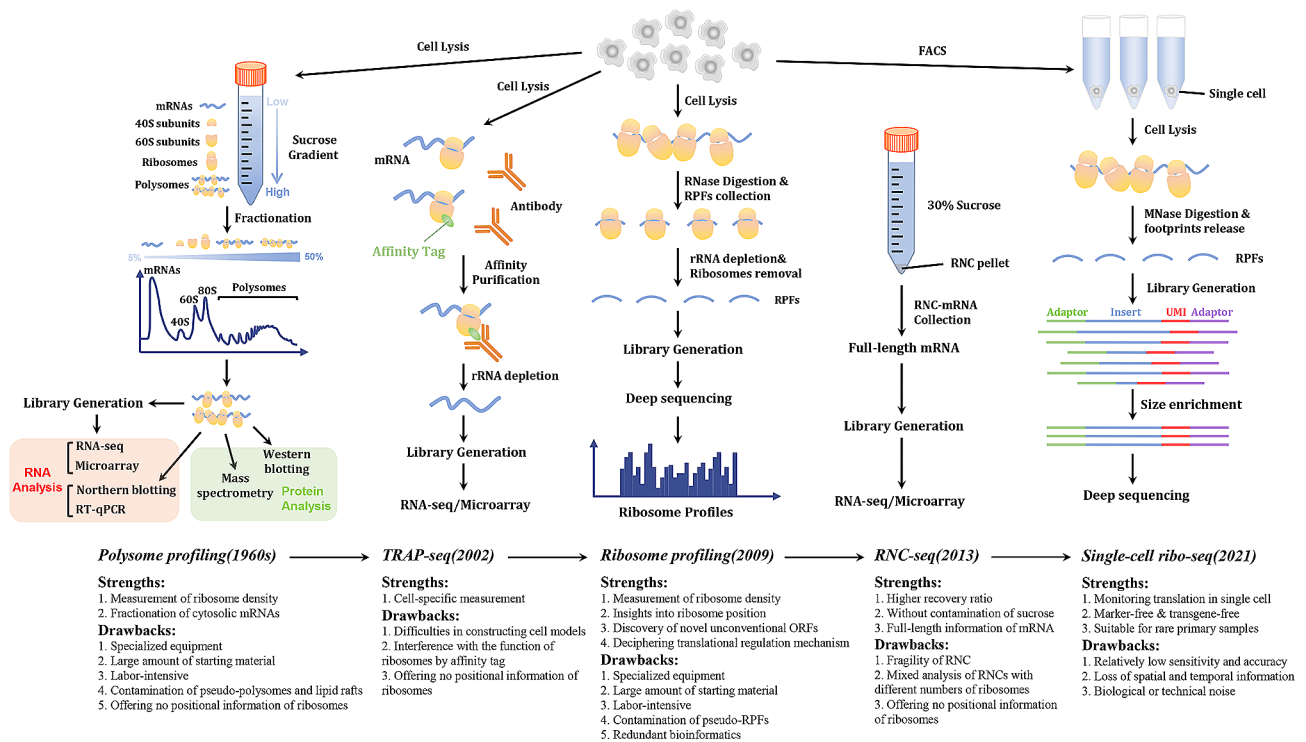 Cell Lysis
FACS
Cell Lysis
Cell Lysis
mRNAs
40S subunits
60S subunits
Ribosomes
Polysomes
Low
Sucrose
Gradient
High
Fractionation
5%
50%
mRNAs
40S
60S
80S
Polysomes
Library Generation
RNA
Analysis
RNA-seq
Microarray
Northern blotting
RT-qPCR
Western
blotting
Mass
spectrometry
Protein
Analysis
mRNA
Antibody
Affinity Tag
Affinity
Purification
rRNA depletion
Library Generation
RNA-seq/Microarray
RNase Digestion &
RPFs collection
rRNA depletion&
Ribosomes removal
RPFs
Library Generation
Deep sequencing
Ribosome Profiles
30% Sucrose
RNC pellet
RNC-mRNA
Collection
Full-length mRNA
Library Generation
RNA-seq/Microarray
Single cell
Cell Lysis
MNase Digestion &
footprints release
RPFs
Library Generation
Adaptor Insert UMI Adaptor
Size enrichment
Deep sequencing
Polysome profiling(1960s)
Strengths:
1. Measurement of ribosome density
2. Fractionation of cytosolic mRNAs
Drawbacks:
1. Specialized equipment
2. Large amount of starting material
3. Labor-intensive
4. Contamination of pseudo-polysomes and lipid rafts
5. Offering no positional information of ribosomes
TRAP-seq(2002)
Strengths:
1. Cell-specific measurement
Drawbacks:
1. Difficulties in constructing cell models
2. Interference with the function of
ribosomes by affinity tag
3. Offering no positional information of
ribosomes
Ribosome profiling(2009)
Strengths:
1. Measurement of ribosome density
2. Insights into ribosome position
3. Discovery of novel unconventional ORFs
4. Deciphering translational regulation mechanism
Drawbacks:
1. Specialized equipment
2. Large amount of starting material
3. Labor-intensive
4. Contamination of pseudo-RPFs
5. Redundant bioinformatics
RNC-seq(2013)
Strengths:
1. Higher recovery ratio
2. Without contamination of sucrose
3. Full-length information of mRNA
Drawbacks:
1. Fragility of RNC
2. Mixed analysis of RNCs with
different numbers of ribosomes
3. Offering no positional information
of ribosomes
Single-cell ribo-seq(2021)
Strengths:
1. Monitoring translation in single cell
2. Marker-free & transgene-free
3. Suitable for rare primary samples
Drawbacks:
1. Relatively low sensitivity and accuracy
2. Loss of spatial and temporal information
3. Biological or technical noise